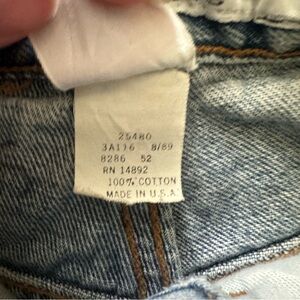 25480
3A116 8/89
8286 52
RN 14892
100% COTTON
MADE IN U.S.A.